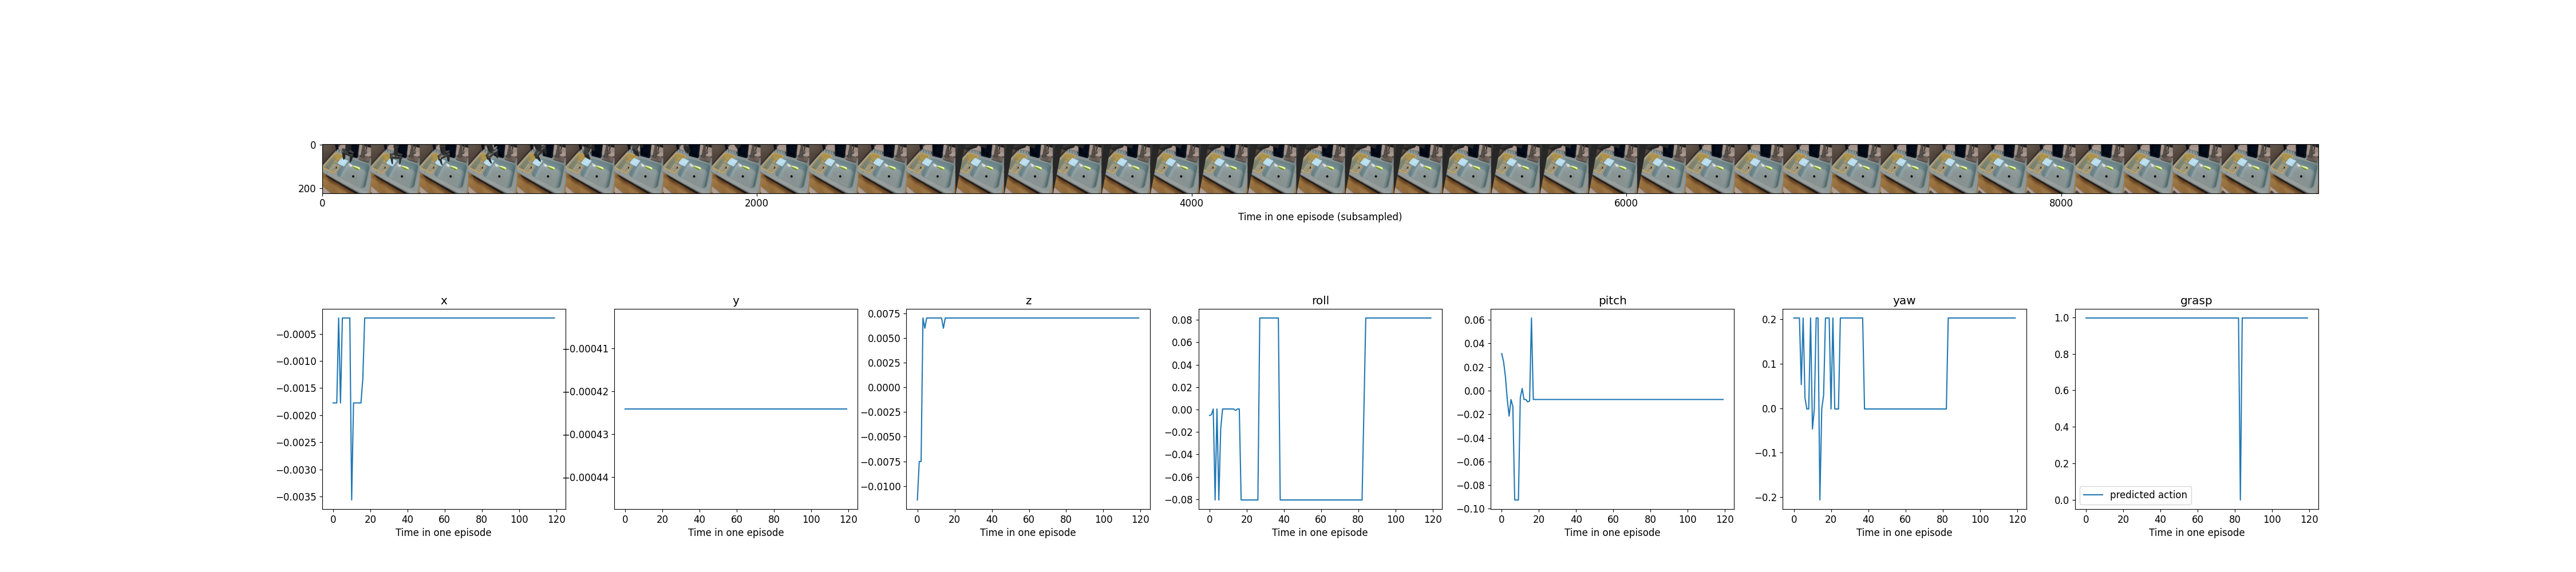 0
200
0 2000 4000 6000 8000
Time in one episode (subsampled)
x
−0.0005
−0.0010
−0.0015
−0.0020
−0.0025
−0.0030
−0.0035
0 20 40 60 80 100 120
Time in one episode
y
−0.00041
−0.00042
−0.00043
−0.00044
0 20 40 60 80 100 120
Time in one episode
z
0.0075
0.0050
0.0025
0.0000
−0.0025
−0.0050
−0.0075
−0.0100
0 20 40 60 80 100 120
Time in one episode
roll
0.08
0.06
0.04
0.02
0.00
−0.02
−0.04
−0.06
−0.08
0 20 40 60 80 100 120
Time in one episode
pitch
0.06
0.04
0.02
0.00
−0.02
−0.04
−0.06
−0.08
−0.10
0 20 40 60 80 100 120
Time in one episode
yaw
0.2
0.1
0.0
−0.1
−0.2
0 20 40 60 80 100 120
Time in one episode
grasp
1.0
0.8
0.6
0.4
0.2
0.0
predicted action
0 20 40 60 80 100 120
Time in one episode